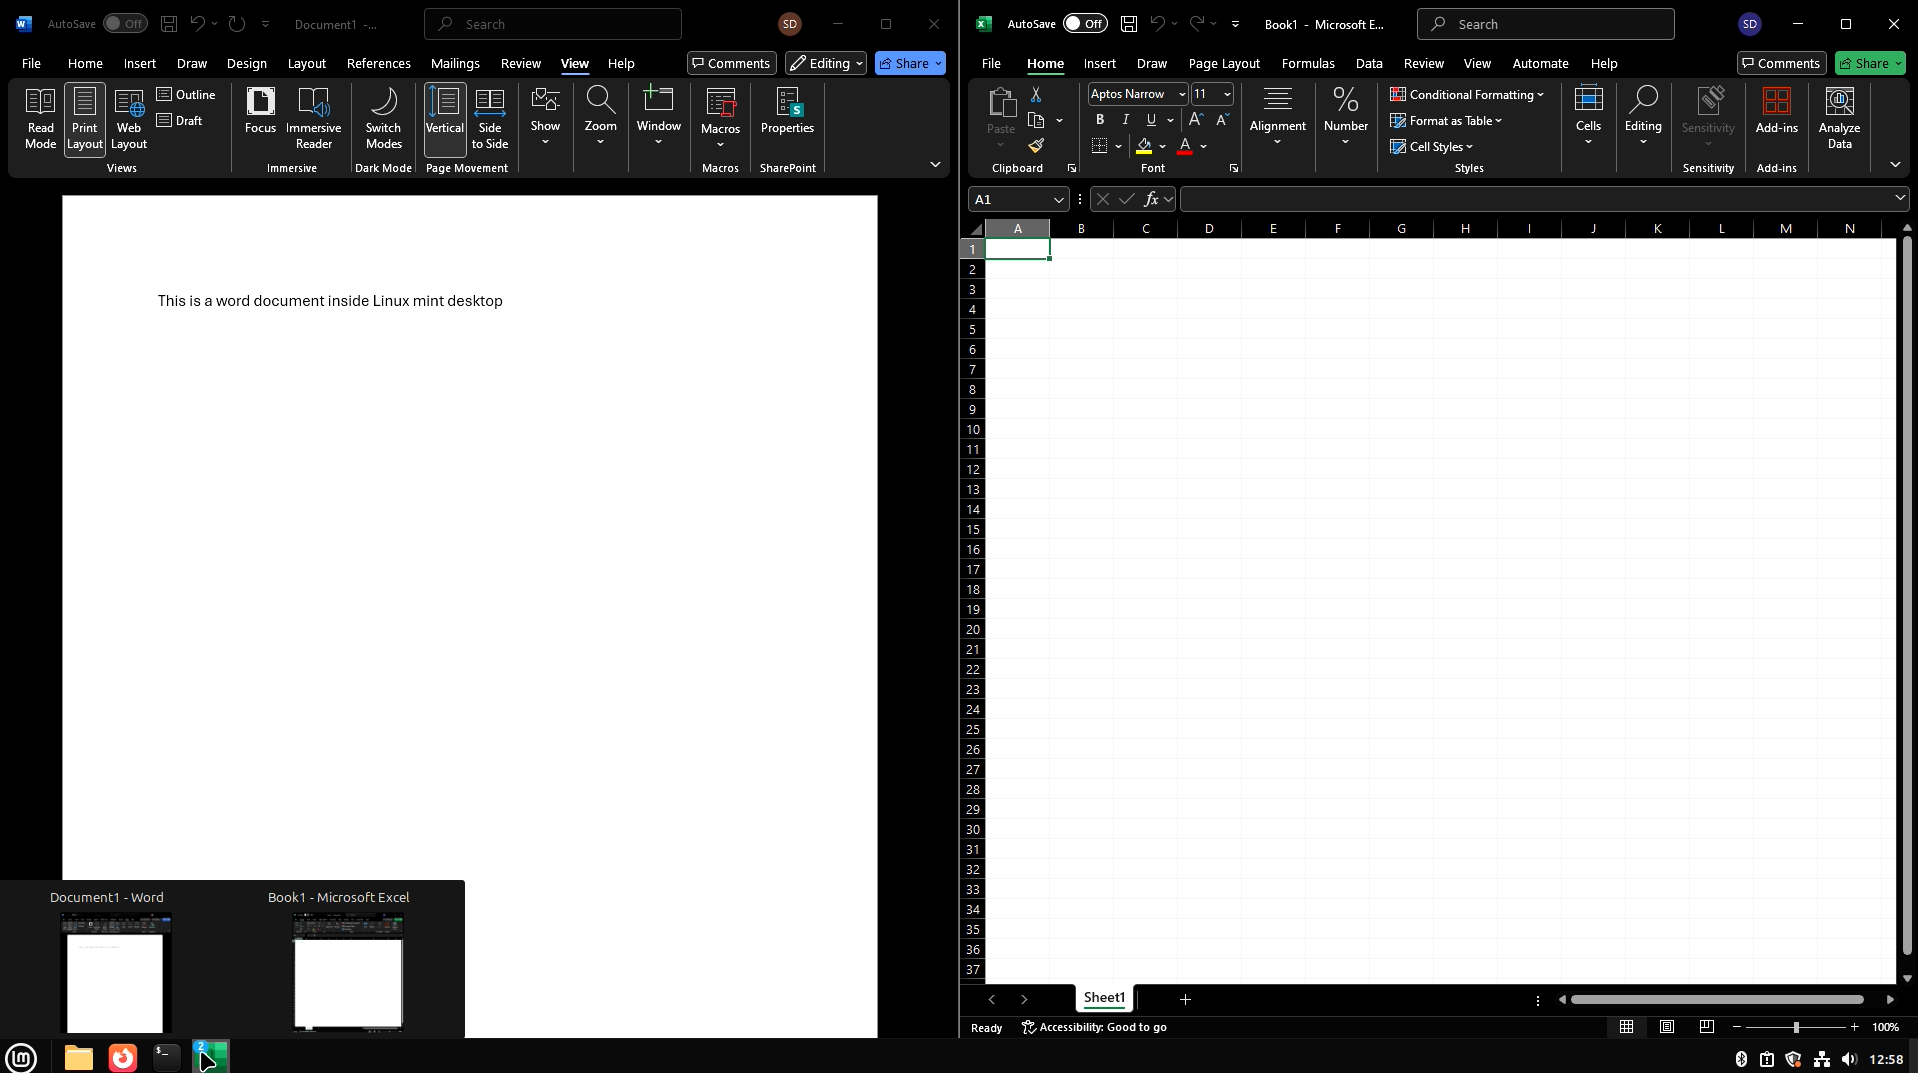 AutoSave Off Document1 -... Search SD
File Home Insert Draw Design Layout References Mailings Review View Help Comments Editing Share
Read Mode
Print Layout
Web Layout
Outline
Draft
Views
Focus
Immersive Reader
Immersive
Switch Modes
Dark Mode
Vertical
Side to Side
Page Movement
Show
Zoom
Window
Macros
Macros
Properties
SharePoint
This is a word document inside Linux mint desktop
AutoSave Off Book1 - Microsoft E... Search SD
File Home Insert Draw Page Layout Formulas Data Review View Automate Help Comments Share
Paste
Clipboard
Aptos Narrow 11
B I U A A
A
Font
Alignment
Number
Conditional Formatting
Format as Table
Cell Styles
Styles
Cells
Editing
Sensitivity
Sensitivity
Add-ins
Add-ins
Analyze Data
A1 fx
A B C D E F G H I J K L M N
1
2
3
4
5
6
7
8
9
10
11
12
13
14
15
16
17
18
19
20
21
22
23
24
25
26
27
28
29
30
31
32
33
34
35
36
37
Sheet1
Ready Accessibility: Good to go 100%
Document1 - Word Book1 - Microsoft Excel
2
12:58